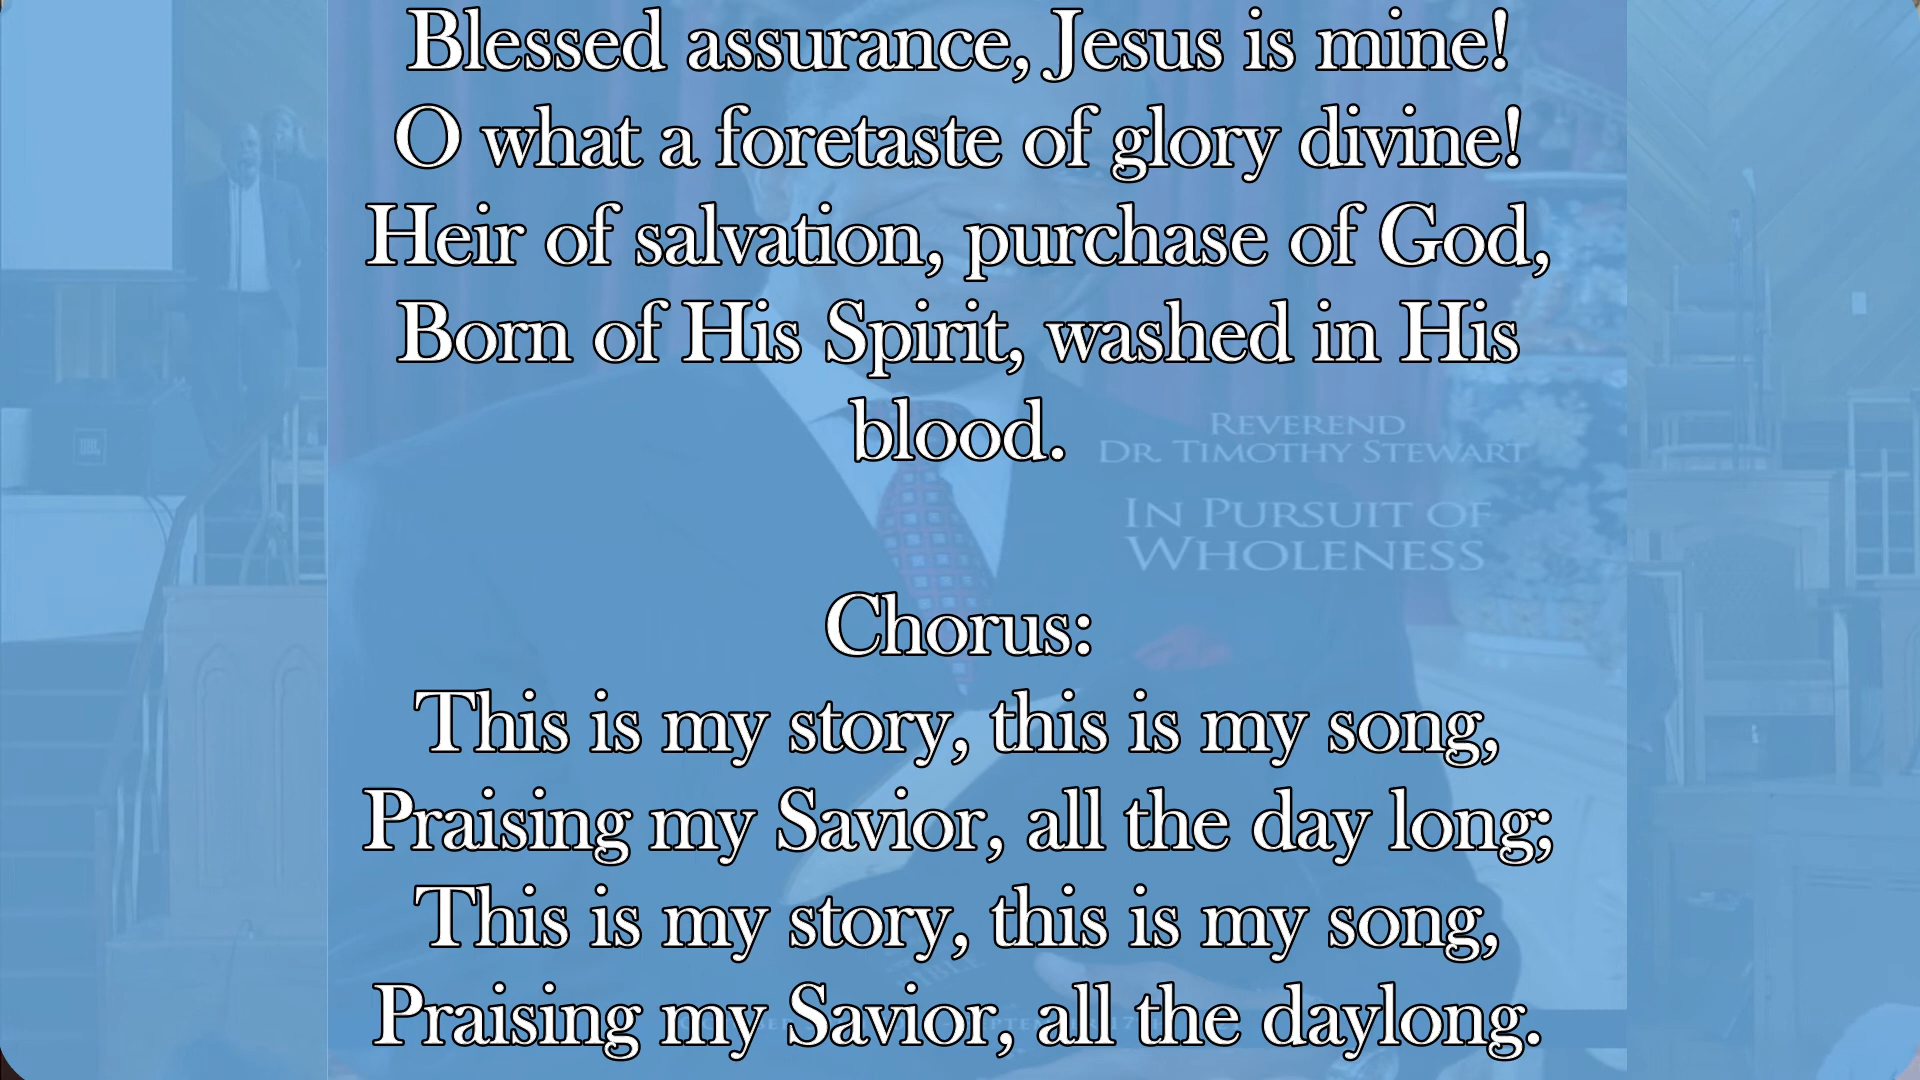 Blessed assurance, Jesus is mine!
O what a foretaste of glory divine!
Heir of salvation, purchase of God,
Born of His Spirit, washed in His
blood.
REVEREND
DR. TIMOTHY STEWART
IN PURSUIT OF
WHOLENESS
Chorus:
This is my story, this is my song,
Praising my Savior, all the day long;
This is my story, this is my song,
Praising my Savior, all the daylong.